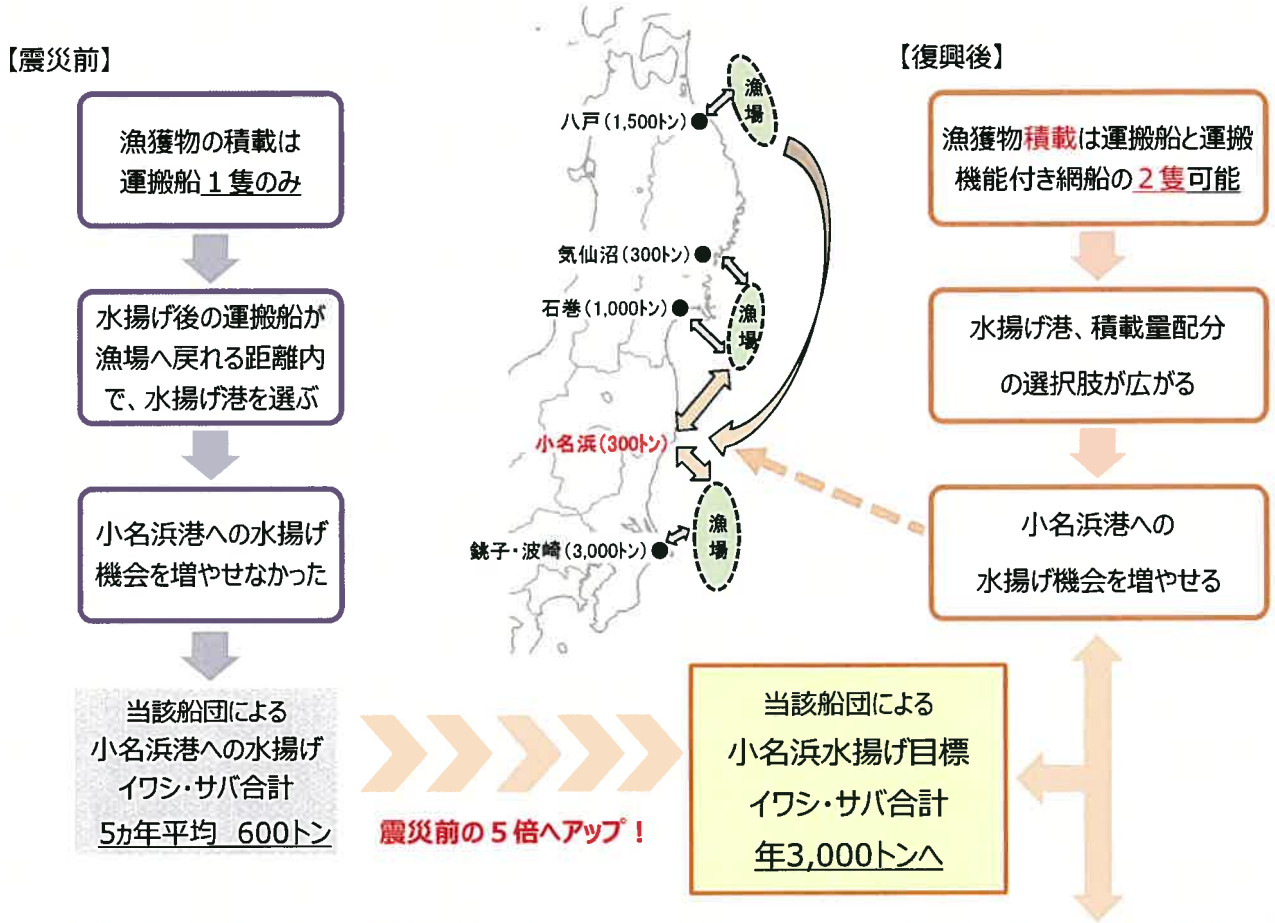 【震災前】
漁獲物の積載は
運搬船１隻のみ
水揚げ後の運搬船が
漁場へ戻れる距離内
で、水揚げ港を選ぶ
小名浜港への水揚げ
機会を増やせなかった
当該船団による
小名浜港への水揚げ
イワシ・サバ合計
5ヵ年平均　600トン
八戸（1,500トン）
漁場
気仙沼（300トン）
石巻（1,000トン）
漁場
小名浜（300トン）
漁場
銚子・波崎（3,000トン）
震災前の５倍へアップ！
【復興後】
漁獲物積載は運搬船と運搬
機能付き網船の２隻可能
水揚げ港、積載量配分
の選択肢が広がる
小名浜港への
水揚げ機会を増やせる
当該船団による
小名浜水揚げ目標
イワシ・サバ合計
年3,000トンへ